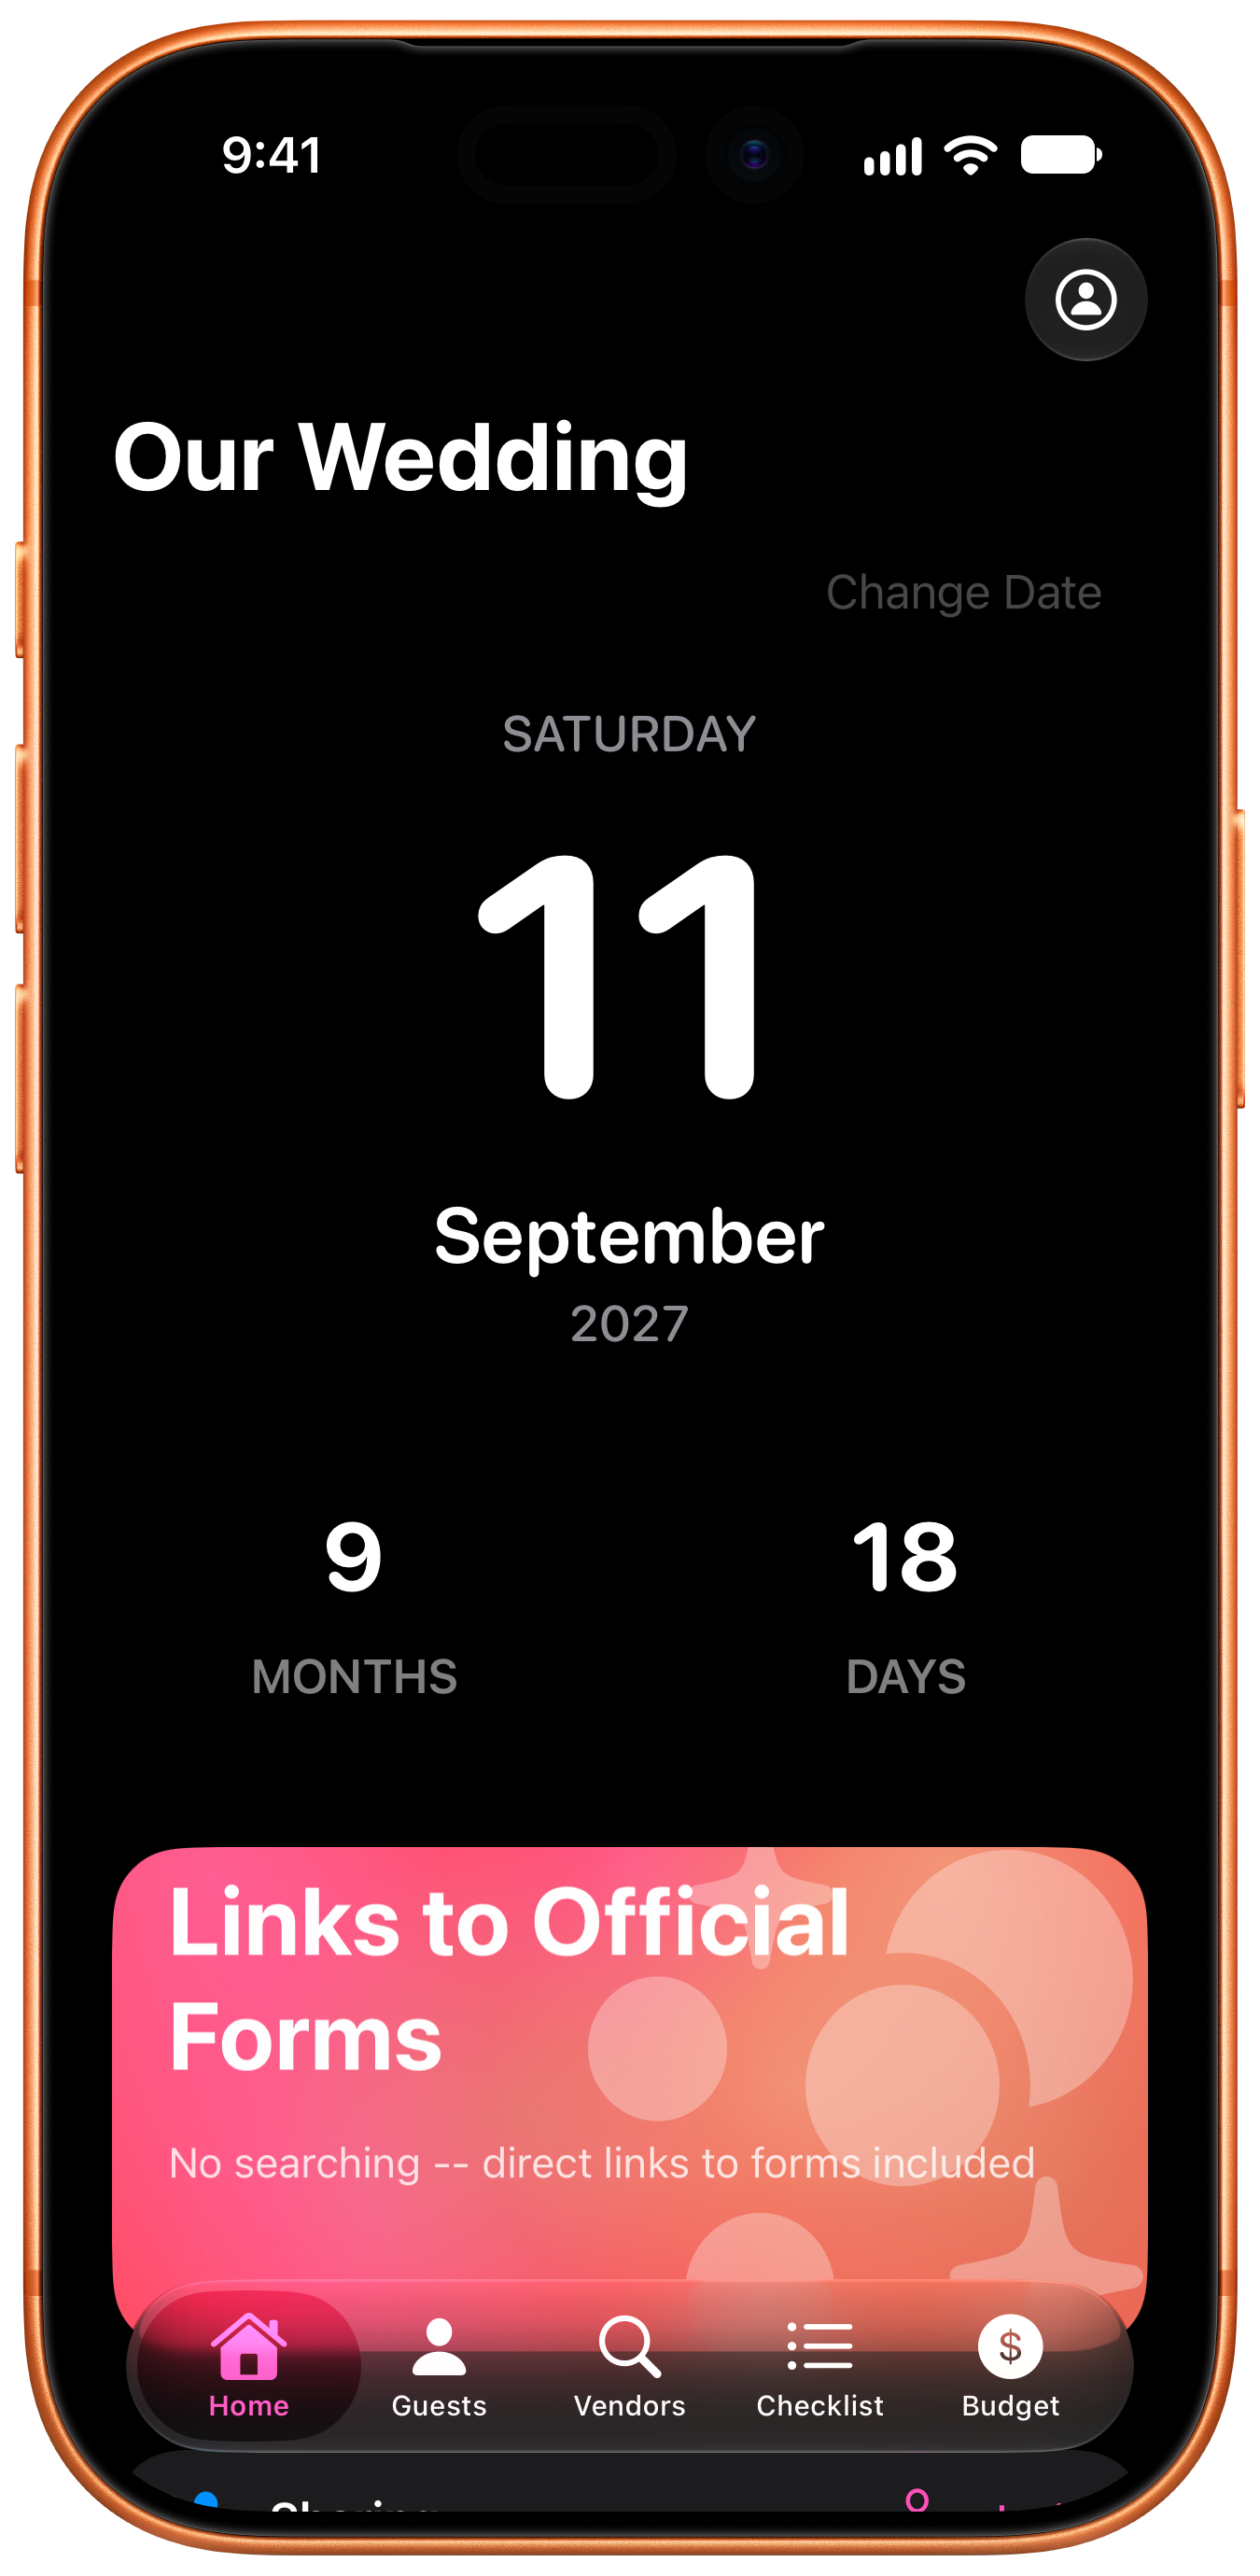 9:41
Our Wedding
Change Date
SATURDAY
11
September
2027
9
18
MONTHS
DAYS
Links to Official
Forms
No searching -- direct links to forms included
$
Home
Guests
Vendors
Checklist
Budget